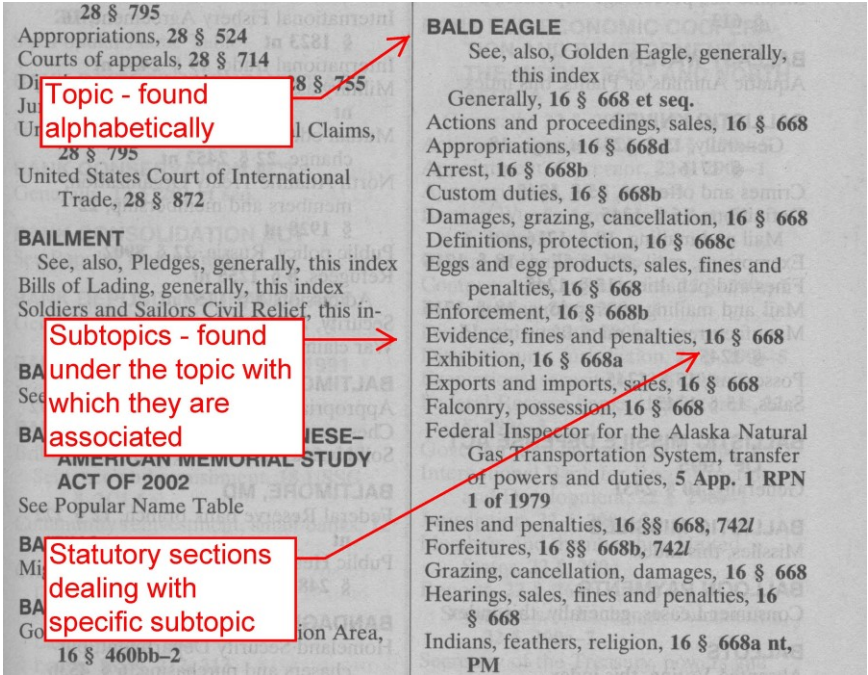 28 § 795
Appropriations, 28 § 524
Courts of appeals, 28 § 714
28 § 755
l Claims,
28 § 795
United States Court of International
Trade, 28 § 872
BAILMENT
See, also, Pledges, generally, this index
Bills of Lading, generally, this index
Soldiers and Sailors Civil Relief, this in-
AMERICAN MEMORIAL STUDY
ACT OF 2002
See Popular Name Table
ion Area,
16 § 460bb–2
Topic - found
alphabetically
Subtopics - found
under the topic with
which they are
associated
Statutory sections
dealing with
specific subtopic
BALD EAGLE
See, also, Golden Eagle, generally,
this index
Generally, 16 § 668 et seq.
Actions and proceedings, sales, 16 § 668
Appropriations, 16 § 668d
Arrest, 16 § 668b
Custom duties, 16 § 668b
Damages, grazing, cancellation, 16 § 668
Definitions, protection, 16 § 668c
Eggs and egg products, sales, fines and
penalties, 16 § 668
Enforcement, 16 § 668b
Evidence, fines and penalties, 16 § 668
Exhibition, 16 § 668a
Exports and imports, sales, 16 § 668
Falconry, possession, 16 § 668
Federal Inspector for the Alaska Natural
Gas Transportation System, transfer
of powers and duties, 5 App. 1 RPN
of 1979
Fines and penalties, 16 §§ 668, 742l
Forfeitures, 16 §§ 668b, 742l
Grazing, cancellation, damages, 16 § 668
Hearings, sales, fines and penalties, 16
§ 668
Indians, feathers, religion, 16 § 668a nt,
PM